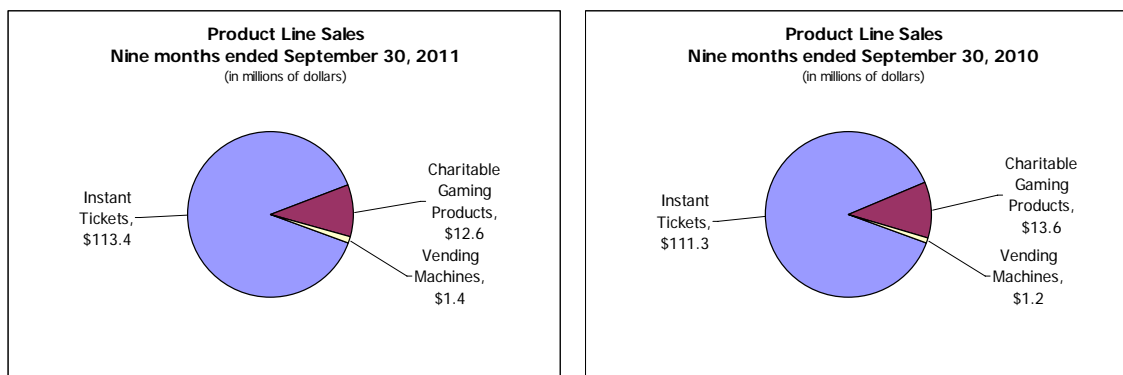 Product Line Sales
Nine months ended September 30, 2011
(in millions of dollars)
Instant
Tickets,
$113.4
Charitable
Gaming
Products,
$12.6
Vending
Machines,
$1.4
Product Line Sales
Nine months ended September 30, 2010
(in millions of dollars)
Instant
Tickets,
$111.3
Charitable
Gaming
Products,
$13.6
Vending
Machines,
$1.2